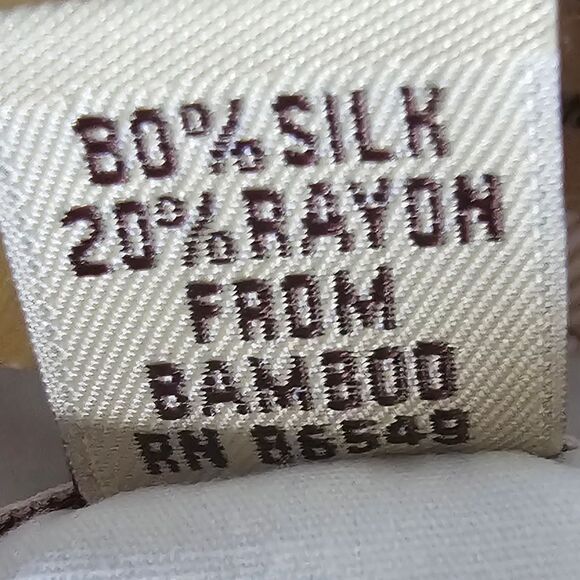 80% SILK
20% RAYON
FROM
BAMBOO
RN 86549